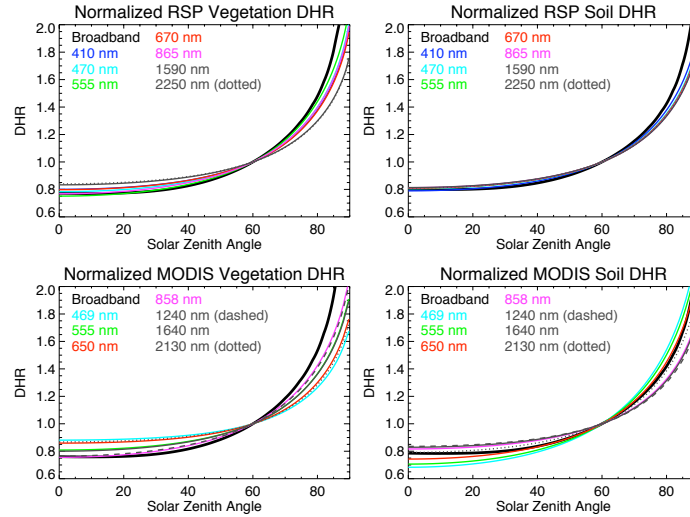 Normalized RSP Vegetation DHR
Broadband 670 nm
410 nm 865 nm
470 nm 1590 nm
555 nm 2250 nm (dotted)
DHR
2.0
1.8
1.6
1.4
1.2
1.0
0.8
0.6
0 20 40 60 80
Solar Zenith Angle
Normalized RSP Soil DHR
Broadband 670 nm
410 nm 865 nm
470 nm 1590 nm
555 nm 2250 nm (dotted)
DHR
2.0
1.8
1.6
1.4
1.2
1.0
0.8
0.6
0 20 40 60 80
Solar Zenith Angle
Normalized MODIS Vegetation DHR
Broadband 858 nm
469 nm 1240 nm (dashed)
555 nm 1640 nm
650 nm 2130 nm (dotted)
DHR
2.0
1.8
1.6
1.4
1.2
1.0
0.8
0.6
0 20 40 60 80
Solar Zenith Angle
Normalized MODIS Soil DHR
Broadband 858 nm
469 nm 1240 nm (dashed)
555 nm 1640 nm
650 nm 2130 nm (dotted)
DHR
2.0
1.8
1.6
1.4
1.2
1.0
0.8
0.6
0 20 40 60 80
Solar Zenith Angle